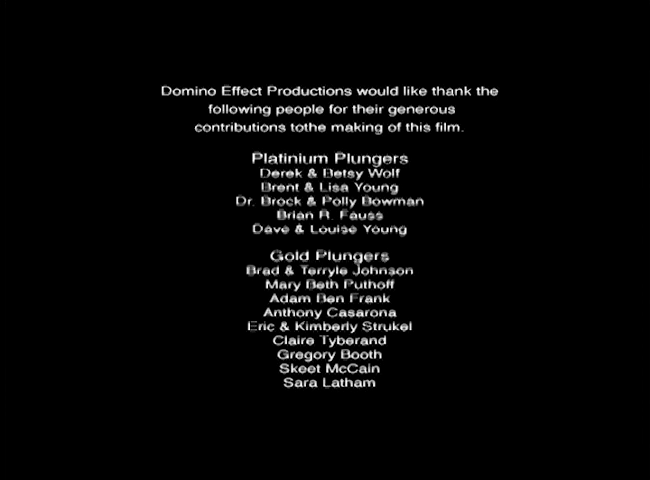 Domino Effect Productions would like thank the
following people for their generous
contributions tothe making of this film.
Platinium Plungers
Derek & Betsy Wolf
Brent & Lisa Young
Dr. Brock & Polly Bowman
Brian R. Fauss
Dave & Louise Young
Gold Plungers
Brad & Terryle Johnson
Mary Beth Puthoff
Adam Ben Frank
Anthony Casarona
Eric & Kimberly Strukel
Claire Tyberand
Gregory Booth
Skeet McCain
Sara Latham